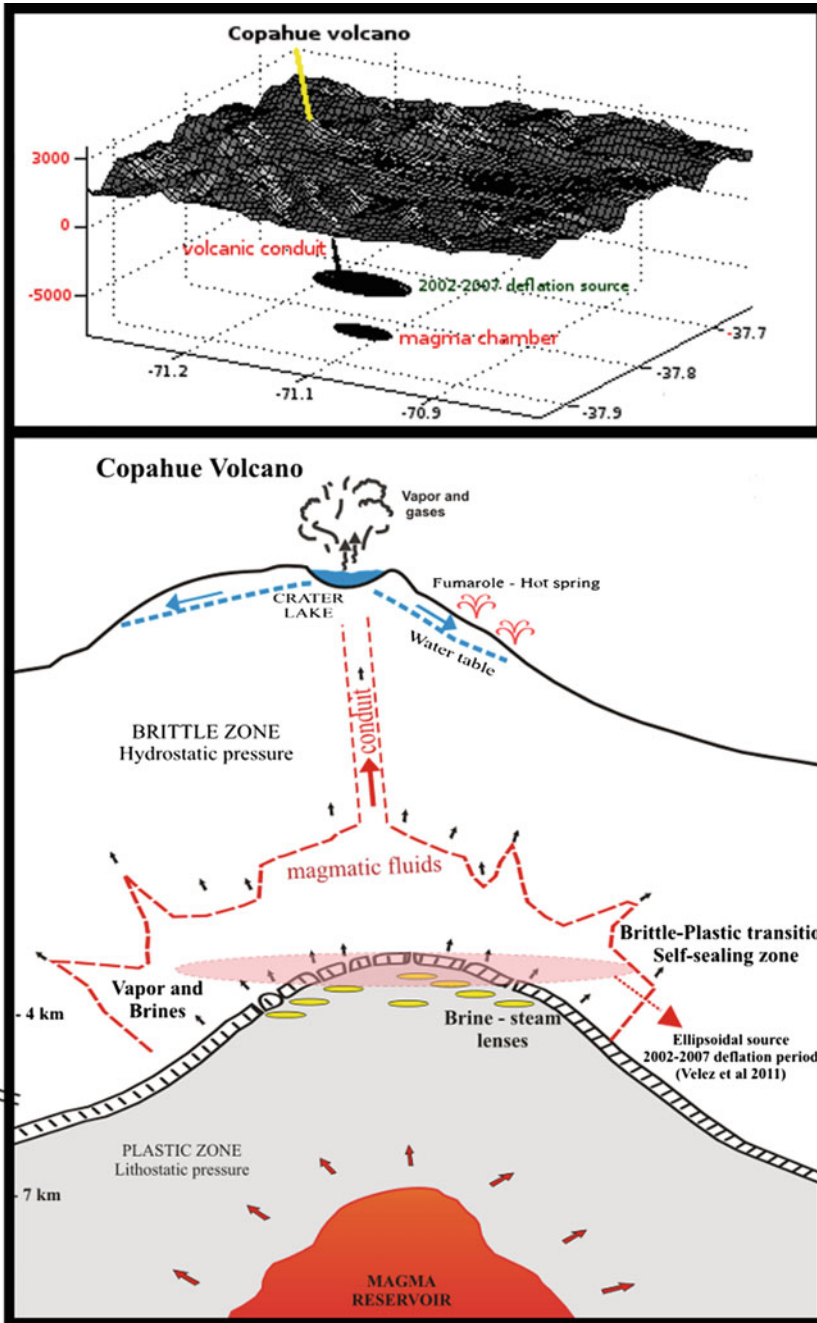 Copahue volcano
3000
0
-5000
volcanic conduit
2002-2007 deflation source
magma chamber
-71.2
-71.1
-70.9
-37.9
-37.8
-37.7
Copahue Volcano
Vapor and
gases
CRATER
LAKE
Fumarole - Hot spring
Water table
BRITTLE ZONE
Hydrostatic pressure
conduit
magmatic fluids
Brittle-Plastic transitio
Self-sealing zone
Vapor and
Brines
- 4 km
Brine - steam
lenses
Ellipsoidal source
2002-2007 deflation period
(Velez et al 2011)
PLASTIC ZONE
Lithostatic pressure
- 7 km
MAGMA
RESERVOIR